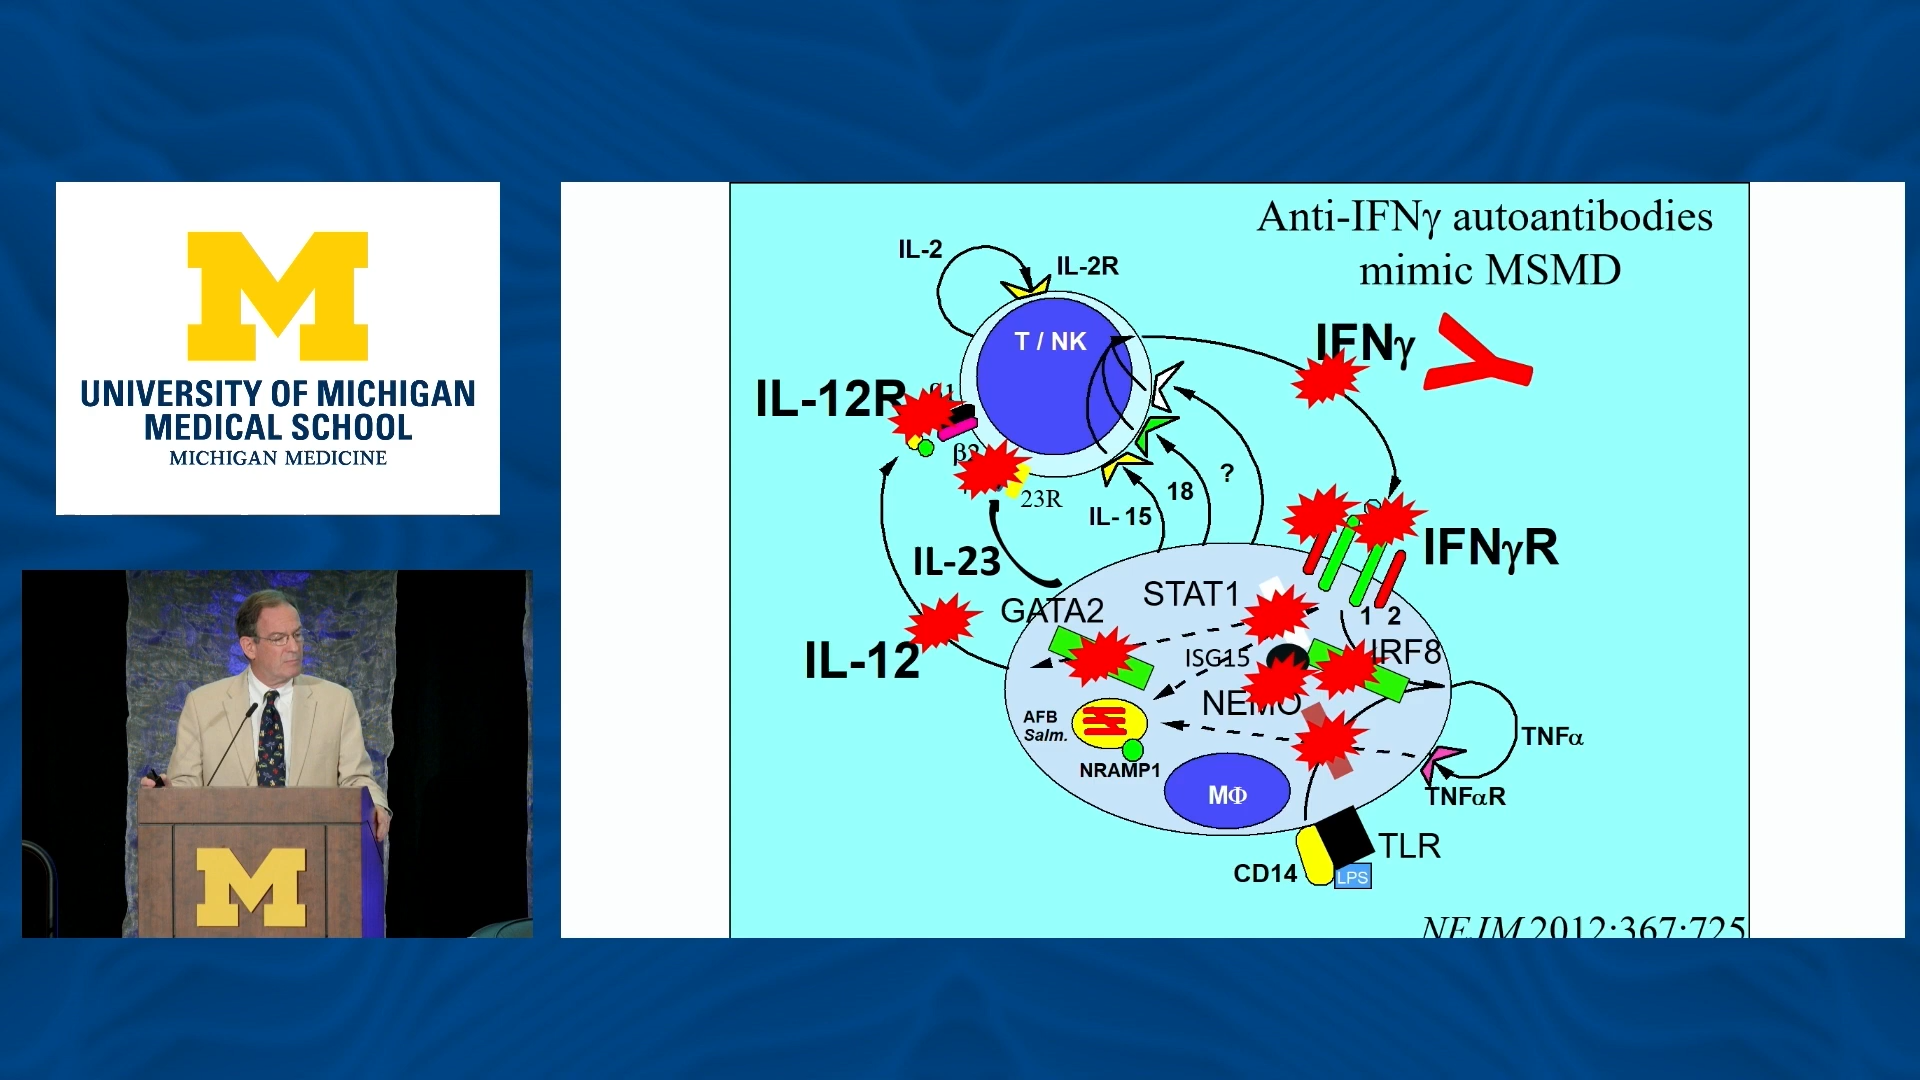 M
UNIVERSITY OF MICHIGAN
MEDICAL SCHOOL
MICHIGAN MEDICINE
M
Anti-IFNγ autoantibodies
mimic MSMD
IL-2
IL-2R
T / NK
IFNγ
IL-12R
β1
β2
23R
?
18
IL- 15
IFNγR
IL-23
STAT1
GATA2
1 2
IRF8
IL-12
ISG15
NEMO
AFB
Salm.
TNFα
NRAMP1
MΦ
TNFαR
TLR
CD14
LPS
NEJM 2012:367:725